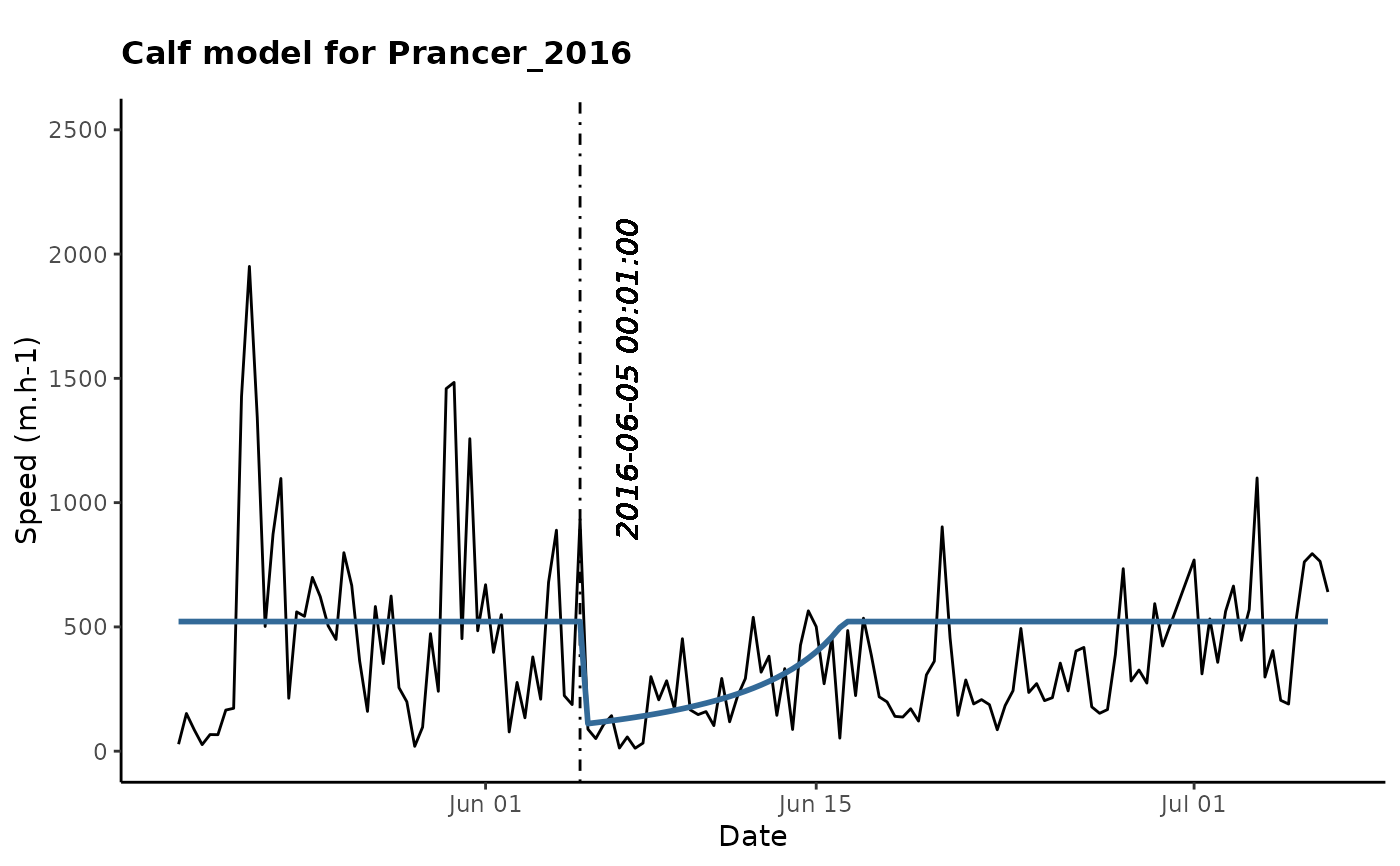 Calf model for Prancer_2016
2500
2000
1500
1000
500
0
Speed (m.h-1)
2016-06-05 00:01:00
Jun 01
Jun 15
Jul 01
Date